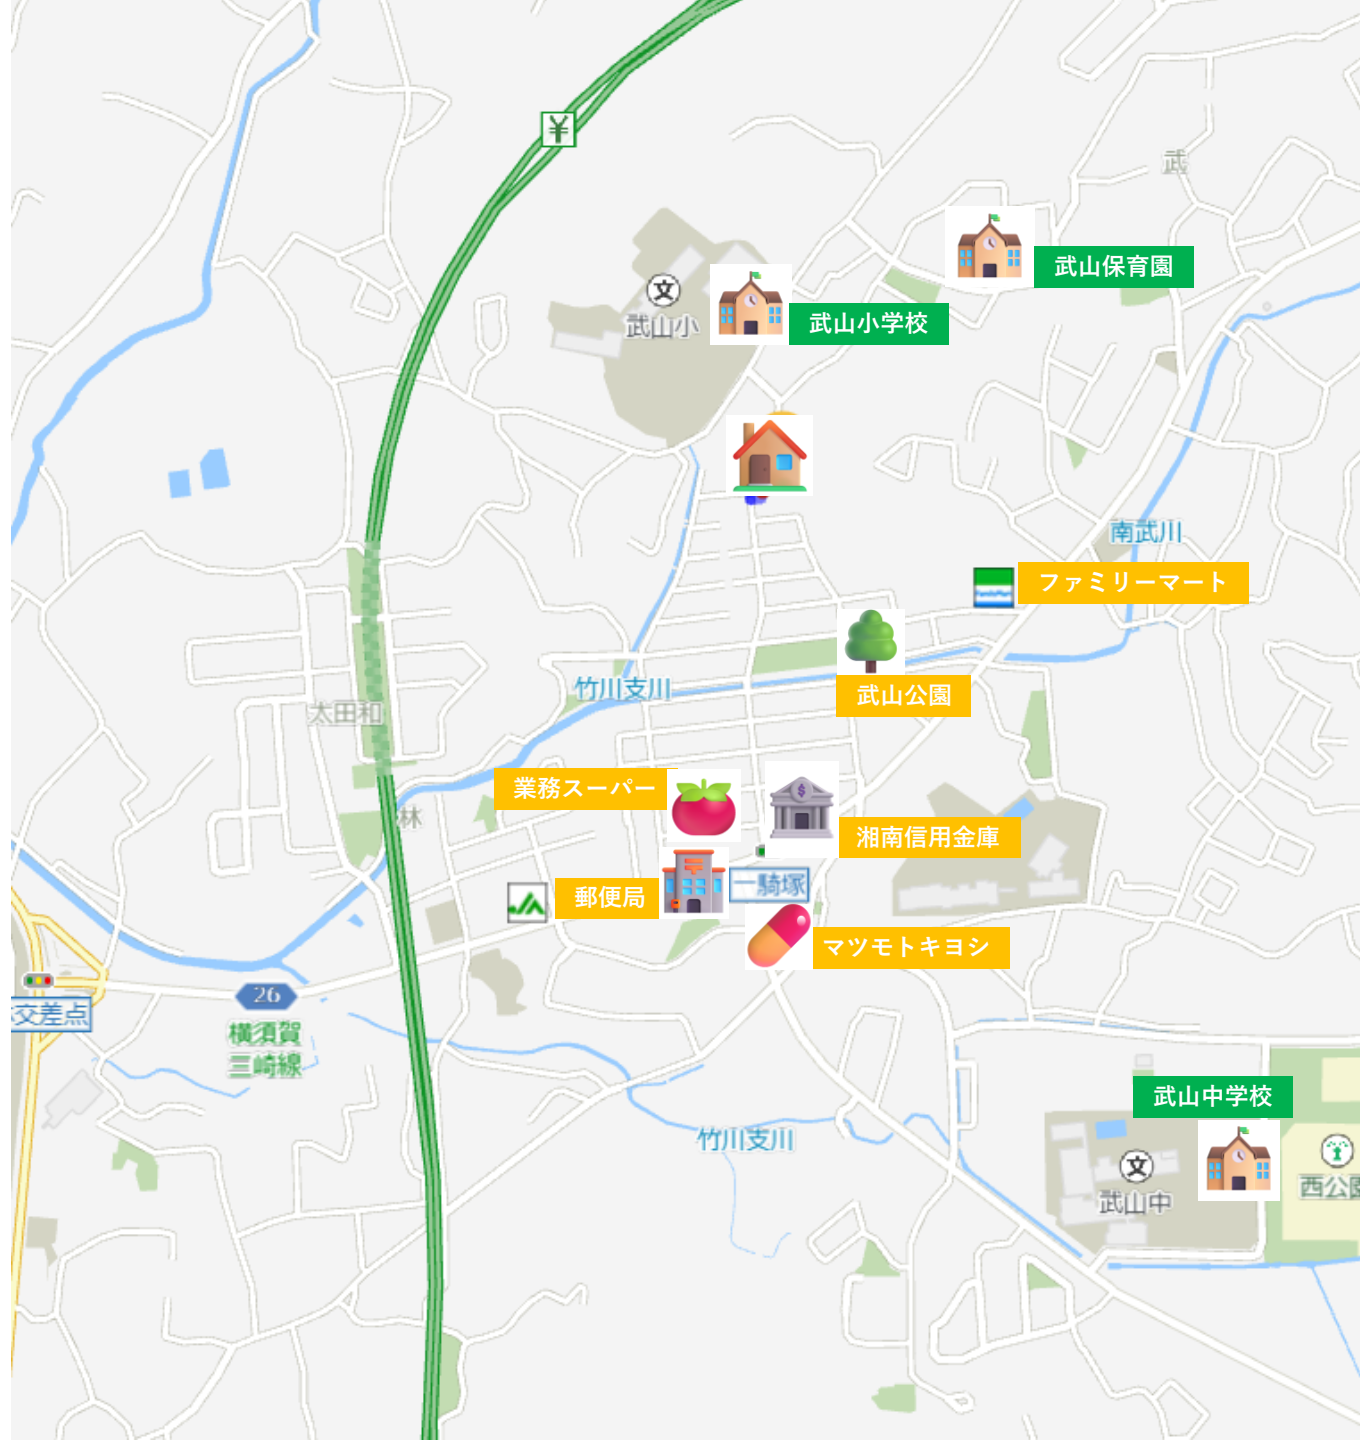 ¥
武
武山保育園
文
武山小
武山小学校
南武川
ファミリーマート
FamilyMart
竹川支川
武山公園
太田和
業務スーパー
林
$
湘南信用金庫
一騎塚
郵便局
マツモトキヨシ
26
交差点
横須賀
三崎線
武山中学校
竹川支川
文
武山中
西公園